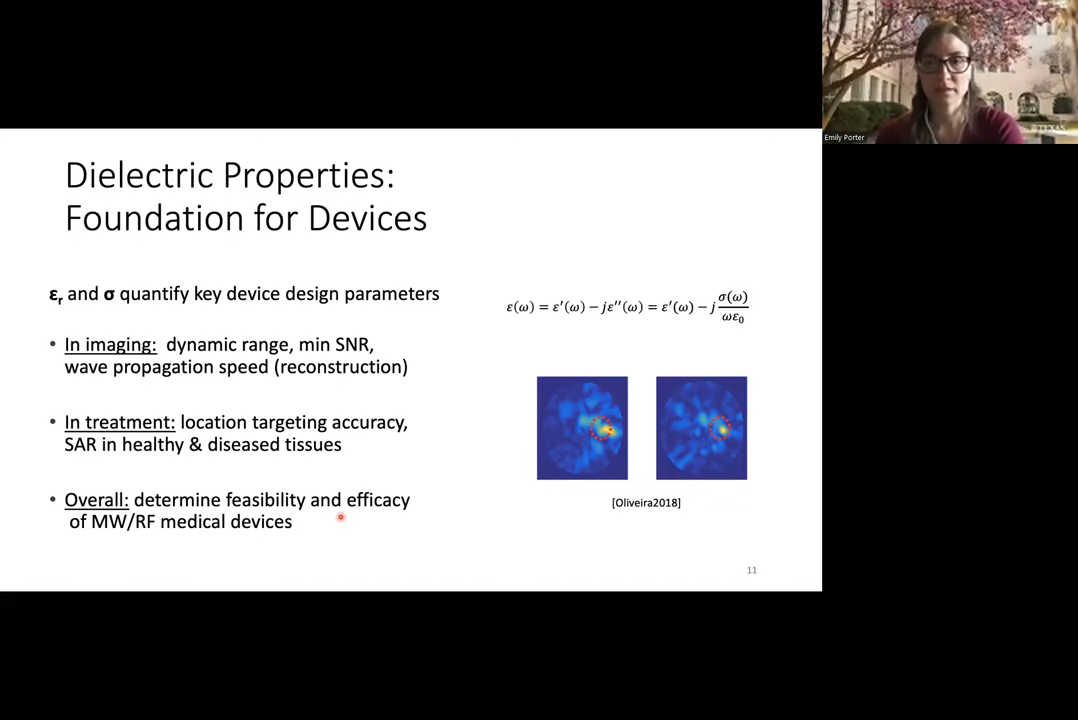 Emily Porter
Dielectric Properties:
Foundation for Devices
εr and σ quantify key device design parameters
• In imaging: dynamic range, min SNR,
wave propagation speed (reconstruction)
• In treatment: location targeting accuracy,
SAR in healthy & diseased tissues
• Overall: determine feasibility and efficacy
of MW/RF medical devices
ε(ω) = ε′(ω) − jε′′(ω) = ε′(ω) − j σ(ω)/ωε0
[Oliveira2018]
11